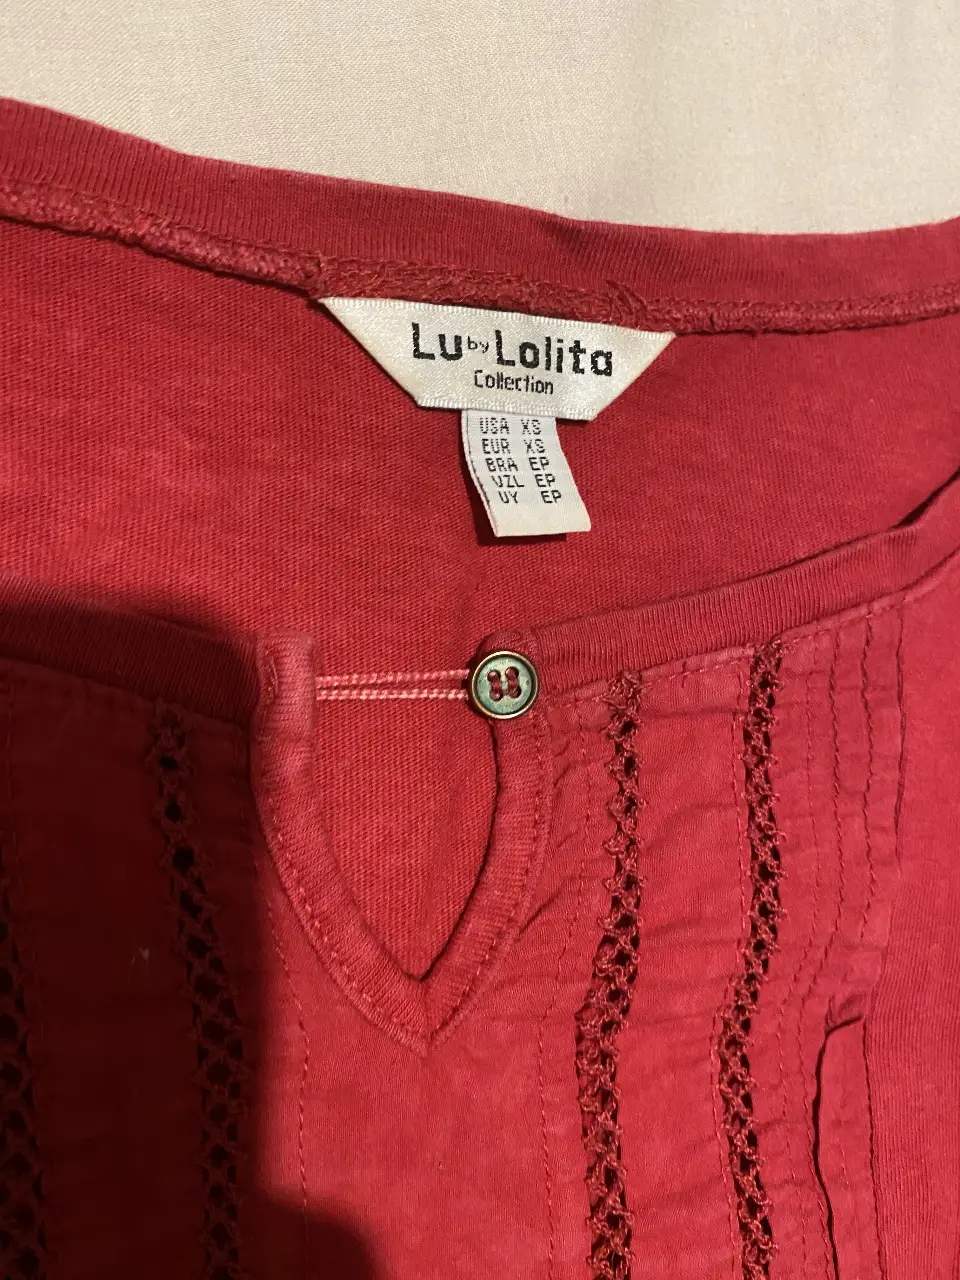 Lu by Lolita
Collection
USA XS
EUR XS
BRA EP
VZL EP
UY EP